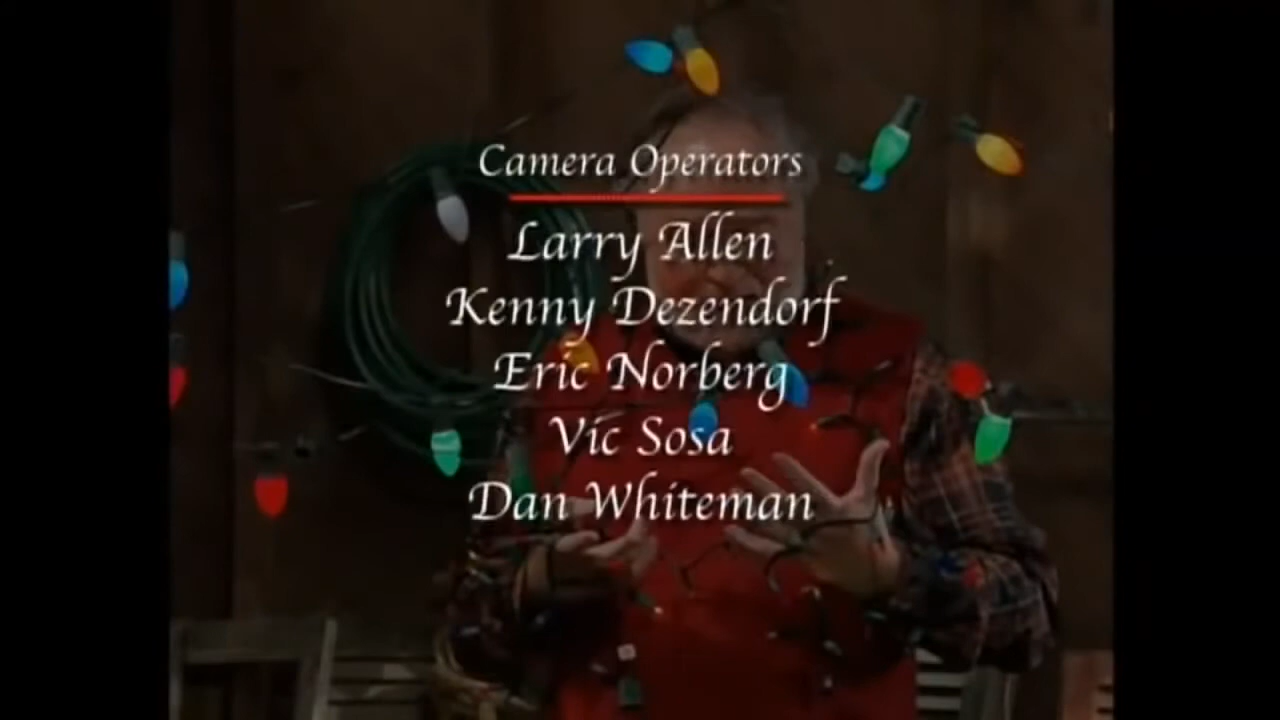 Camera Operators
Larry Allen
Kenny Dezendorf
Eric Norberg
Vic Sosa
Dan Whiteman